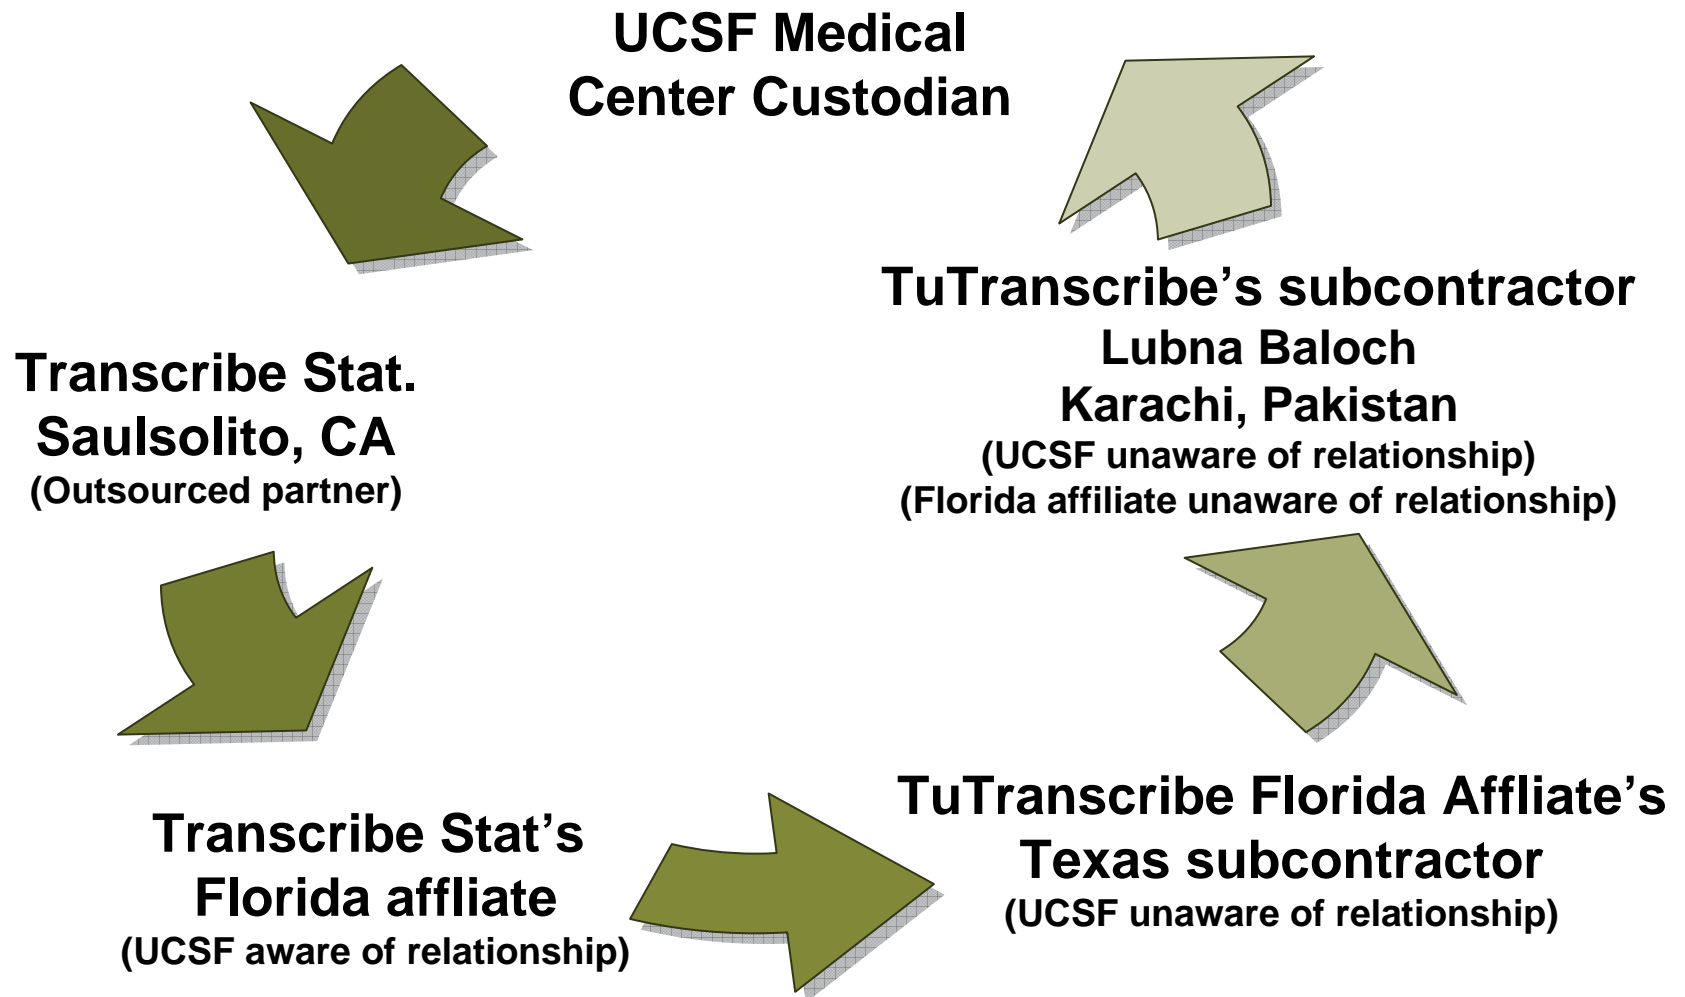 UCSF Medical
Center Custodian
Transcribe Stat.
Saulsolito, CA
(Outsourced partner)
Transcribe Stat’s
Florida affliate
(UCSF aware of relationship)
TuTranscribe Florida Affliate’s
Texas subcontractor
(UCSF unaware of relationship)
TuTranscribe’s subcontractor
Lubna Baloch
Karachi, Pakistan
(UCSF unaware of relationship)
(Florida affiliate unaware of relationship)